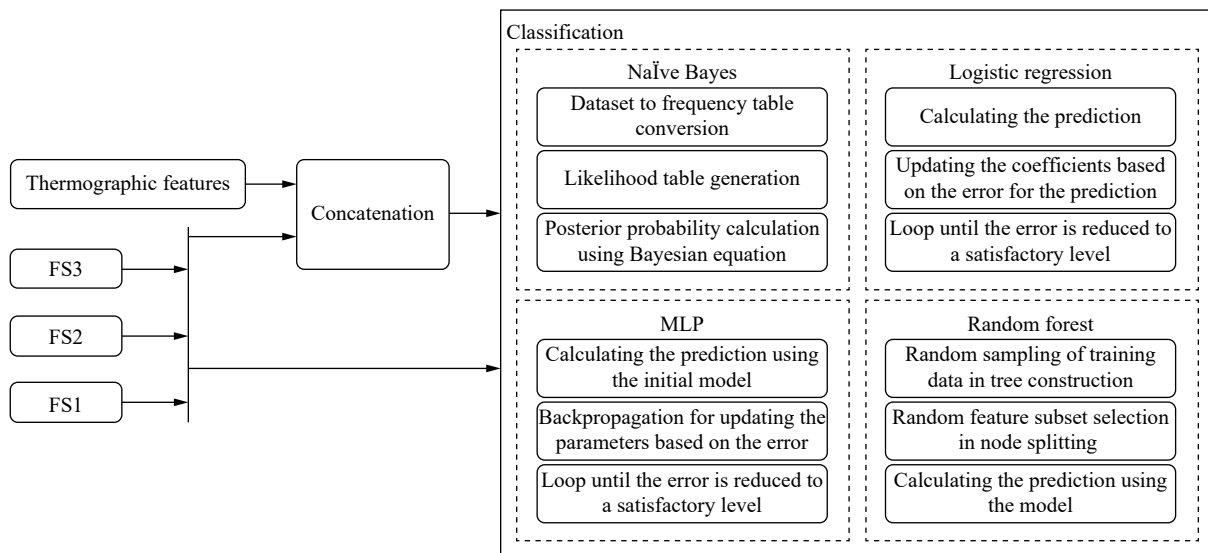 Thermographic features
FS3
FS2
FS1
Concatenation
Classification
NaÏve Bayes
Dataset to frequency table
conversion
Likelihood table generation
Posterior probability calculation
using Bayesian equation
Logistic regression
Calculating the prediction
Updating the coefficients based
on the error for the prediction
Loop until the error is reduced to
a satisfactory level
MLP
Calculating the prediction using
the initial model
Backpropagation for updating the
parameters based on the error
Loop until the error is reduced to
a satisfactory level
Random forest
Random sampling of training
data in tree construction
Random feature subset selection
in node splitting
Calculating the prediction using
the model